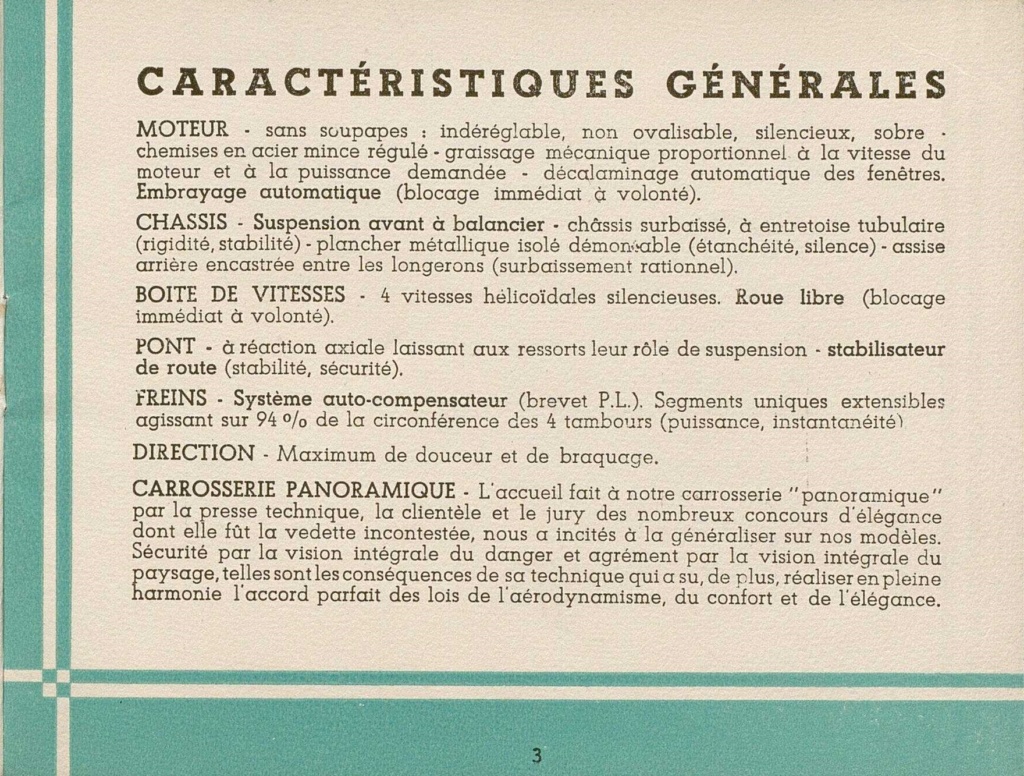 CARACTÉRISTIQUES GÉNÉRALES
MOTEUR - sans soupapes : indéréglable, non ovalisable, silencieux, sobre -
chemises en acier mince régulé - graissage mécanique proportionnel à la vitesse du
moteur et à la puissance demandée - décalaminage automatique des fenêtres.
Embrayage automatique (blocage immédiat à volonté).
CHASSIS - Suspension avant à balancier - châssis surbaissé, à entretoise tubulaire
(rigidité, stabilité) - plancher métallique isolé démontable (étanchéité, silence) - assise
arrière encastrée entre les longerons (surbaissement rationnel).
BOITE DE VITESSES - 4 vitesses hélicoïdales silencieuses. Roue libre (blocage
immédiat à volonté).
PONT - à réaction axiale laissant aux ressorts leur rôle de suspension - stabilisateur
de route (stabilité, sécurité).
FREINS - Système auto-compensateur (brevet P.L.). Segments uniques extensibles
agissant sur 94 % de la circonférence des 4 tambours (puissance, instantanéité)
DIRECTION - Maximum de douceur et de braquage.
CARROSSERIE PANORAMIQUE - L'accueil fait à notre carrosserie "panoramique"
par la presse technique, la clientèle et le jury des nombreux concours d'élégance
dont elle fût la vedette incontestée, nous a incités à la généraliser sur nos modèles.
Sécurité par la vision intégrale du danger et agrément par la vision intégrale du
paysage, telles sont les conséquences de sa technique qui a su, de plus, réaliser en pleine
harmonie l'accord parfait des lois de l'aérodynamisme, du confort et de l'élégance.
3